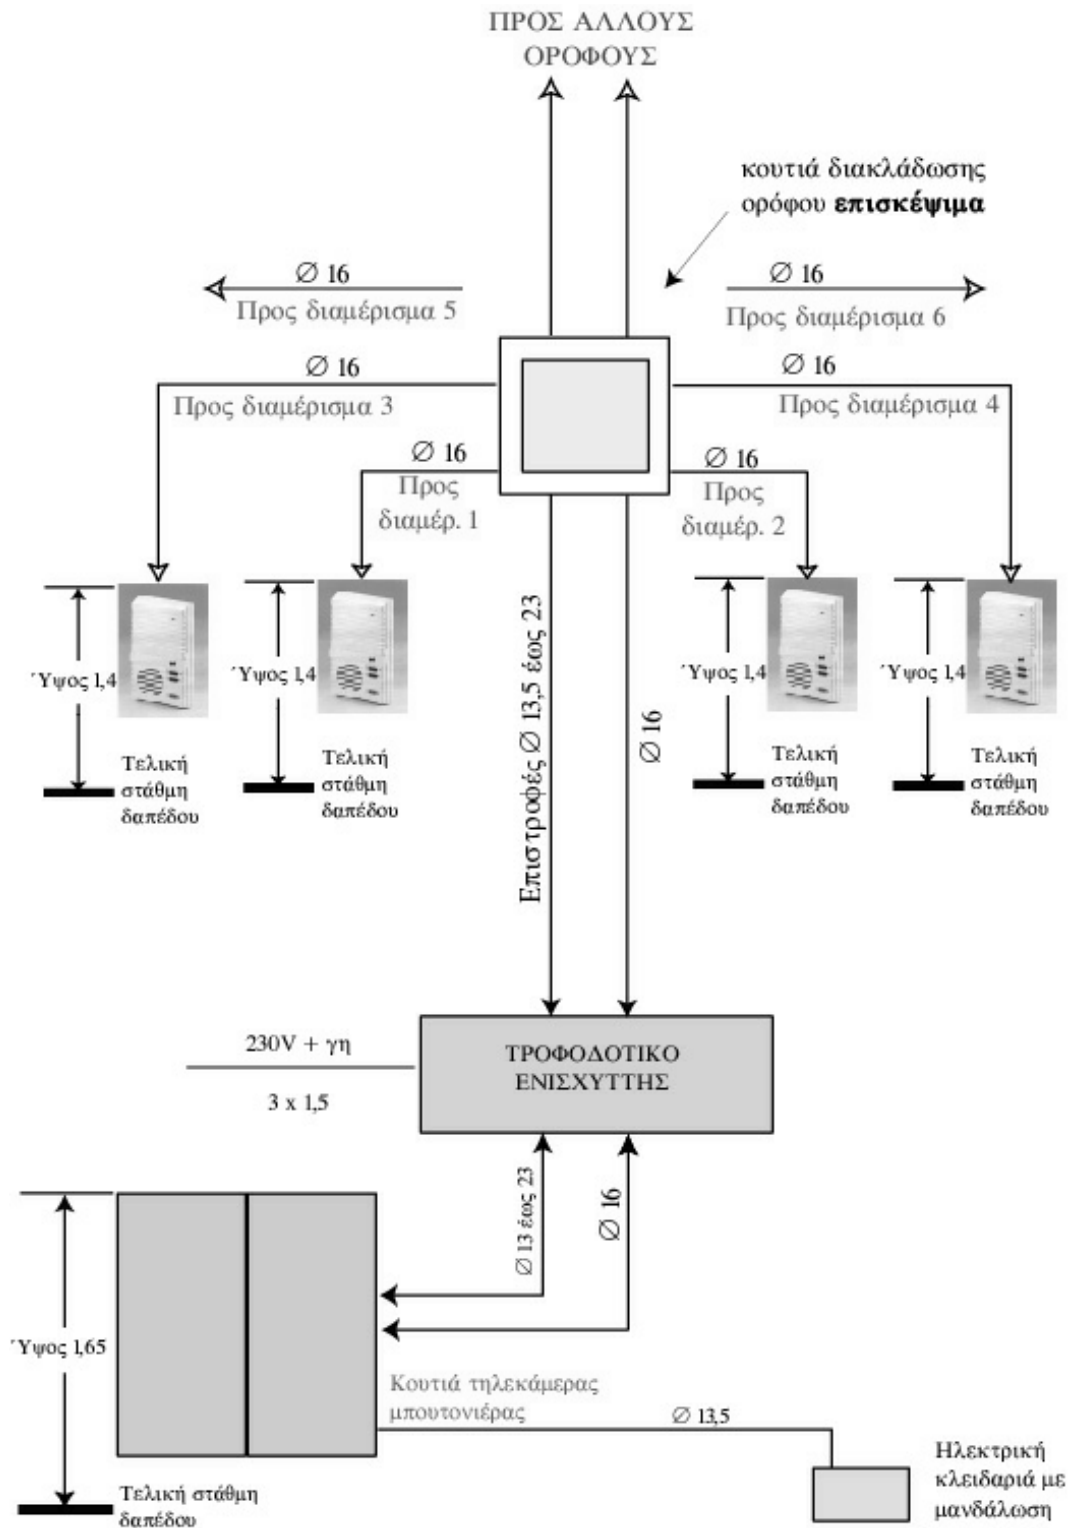 ΠΡΟΣ ΑΛΛΟΥΣ
ΟΡΟΦΟΥΣ
κουτιά διακλάδωσης
ορόφου επισκέψιμα
Ø 16
Προς διαμέρισμα 5
Ø 16
Προς διαμέρισμα 6
Ø 16
Προς διαμέρισμα 3
Ø 16
Προς διαμέρισμα 4
Ø 16
Προς
διαμέρ. 1
Ø 16
Προς
διαμέρ. 2
Ύψος 1,4
Ύψος 1,4
Ύψος 1,4
Ύψος 1,4
Τελική
στάθμη
δαπέδου
Τελική
στάθμη
δαπέδου
Τελική
στάθμη
δαπέδου
Τελική
στάθμη
δαπέδου
Επιστροφές Ø 13,5 έως 23
Ø 16
230V + γη
3 x 1,5
ΤΡΟΦΟΔΟΤΙΚΟ
ΕΝΙΣΧΥΤΤΗΣ
Ø 13 έως 23
Ø 16
Ύψος 1,65
Κουτιά τηλεκάμερας
μπουτονιέρας
Ø 13,5
Τελική στάθμη
δαπέδου
Ηλεκτρική
κλειδαριά με
μανδάλωση